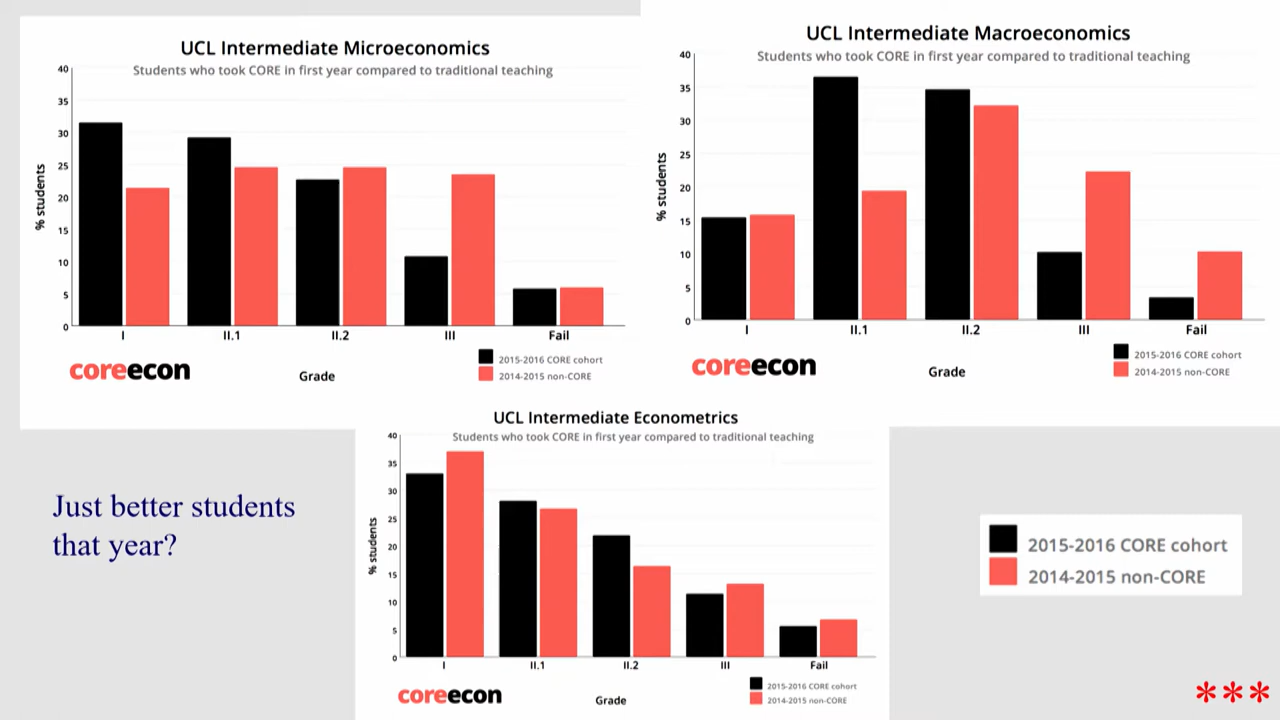 UCL Intermediate Microeconomics
Students who took CORE in first year compared to traditional teaching
40
35
30
25
20
15
10
5
0
% students
I II.1 II.2 III Fail
Grade
coreecon
2015-2016 CORE cohort
2014-2015 non-CORE
UCL Intermediate Macroeconomics
Students who took CORE in first year compared to traditional teaching
40
35
30
25
20
15
10
5
0
% students
I II.1 II.2 III Fail
Grade
coreecon
2015-2016 CORE cohort
2014-2015 non-CORE
UCL Intermediate Econometrics
Students who took CORE in first year compared to traditional teaching
40
35
30
25
20
15
10
5
0
% students
I II.1 II.2 III Fail
Grade
coreecon
2015-2016 CORE cohort
2014-2015 non-CORE
Just better students
that year?
2015-2016 CORE cohort
2014-2015 non-CORE
***